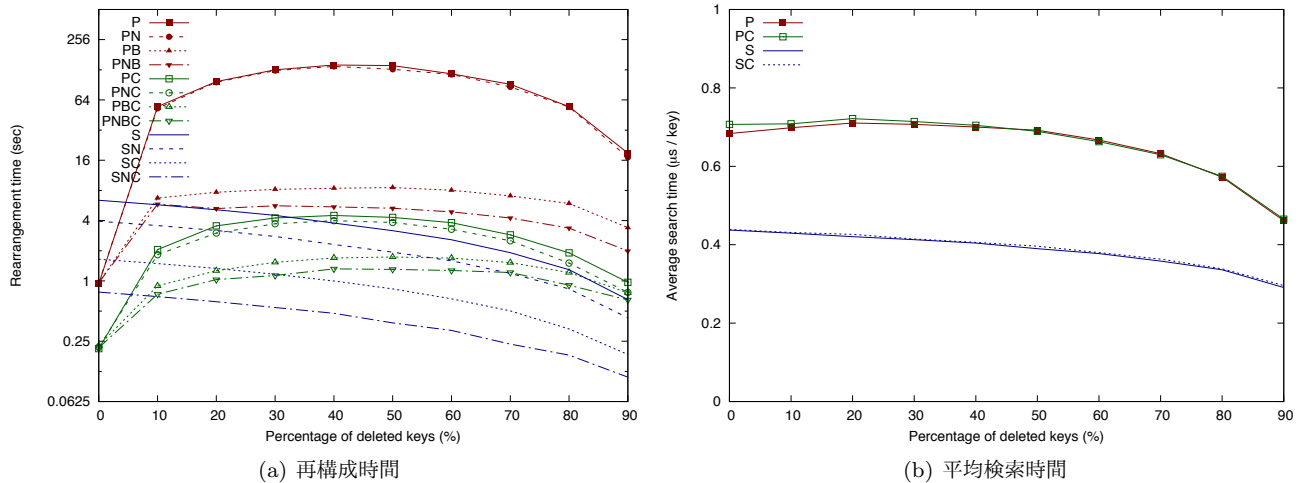 256
64
16
4
1
0.25
0.0625
Rearrangement time (sec)
P
PN
PB
PNB
PC
PNC
PBC
PNBC
S
SN
SC
SNC
0 10 20 30 40 50 60 70 80 90
Percentage of deleted keys (%)
(a) 再構成時間
1
0.8
0.6
0.4
0.2
0
Average search time (μs / key)
P
PC
S
SC
0 10 20 30 40 50 60 70 80 90
Percentage of deleted keys (%)
(b) 平均検索時間